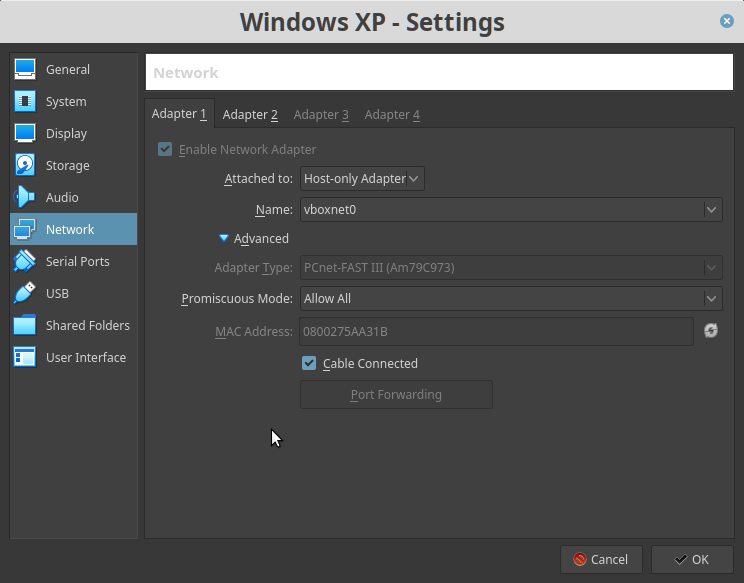 Windows XP - Settings
General
System
Display
Storage
Audio
Network
Serial Ports
USB
Shared Folders
User Interface
Network
Adapter 1 Adapter 2 Adapter 3 Adapter 4
Enable Network Adapter
Attached to: Host-only Adapter
Name: vboxnet0
Advanced
Adapter Type: PCnet-FAST III (Am79C973)
Promiscuous Mode: Allow All
MAC Address: 0800275AA31B
Cable Connected
Port Forwarding
Cancel OK